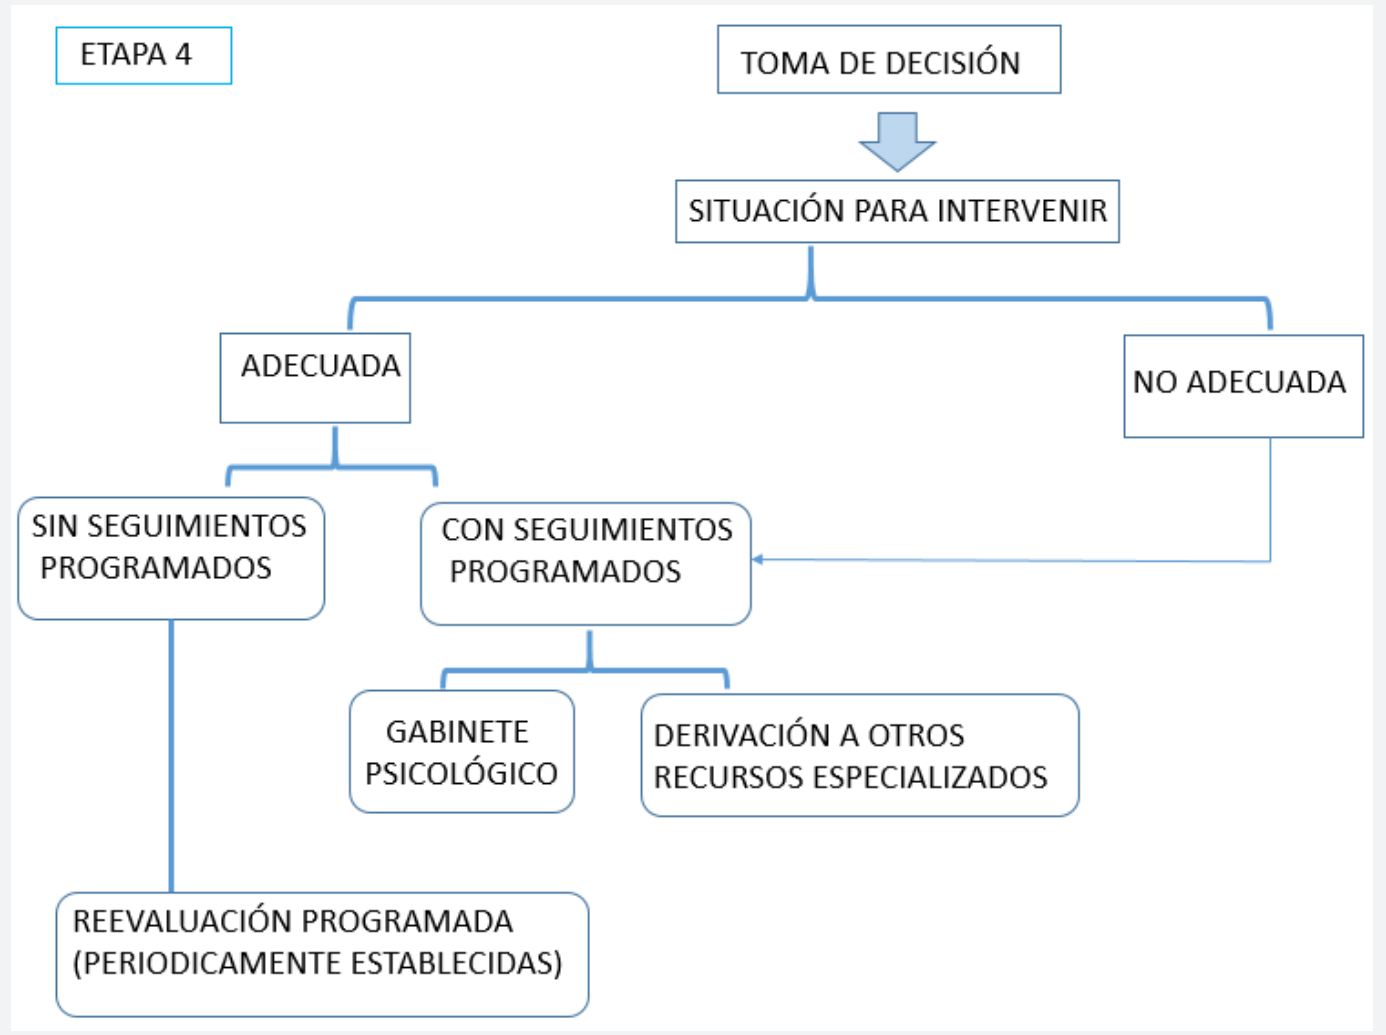 ETAPA 4
TOMA DE DECISIÓN
SITUACIÓN PARA INTERVENIR
ADECUADA
NO ADECUADA
SIN SEGUIMIENTOS
PROGRAMADOS
CON SEGUIMIENTOS
PROGRAMADOS
GABINETE
PSICOLÓGICO
DERIVACIÓN A OTROS
RECURSOS ESPECIALIZADOS
REEVALUACIÓN PROGRAMADA
(PERIODICAMENTE ESTABLECIDAS)